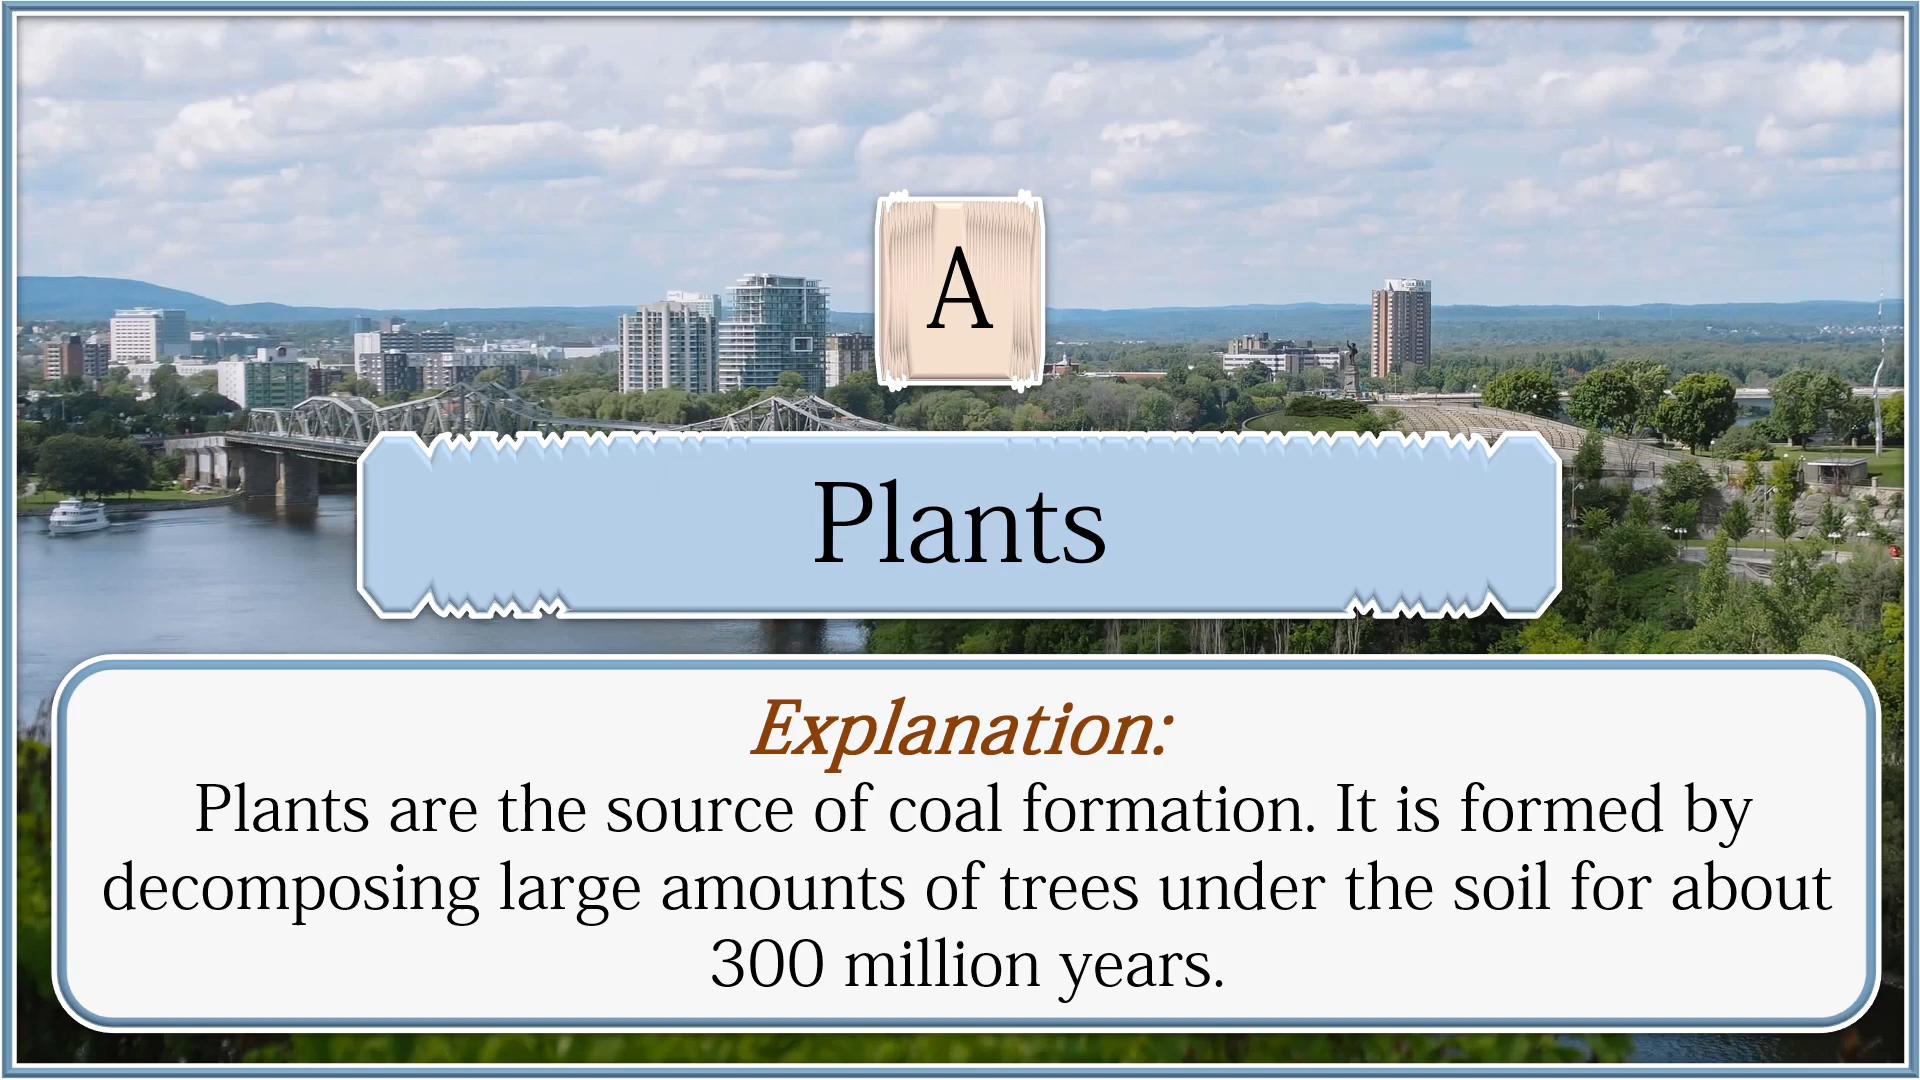 A
Plants
Explanation:
Plants are the source of coal formation. It is formed by
decomposing large amounts of trees under the soil for about
300 million years.